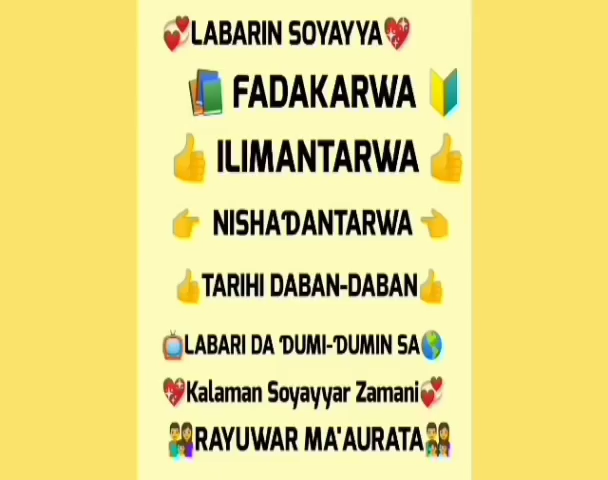 LABARIN SOYAYYA
FADAKARWA
ILIMANTARWA
NISHAƊANTARWA
TARIHI DABAN-DABAN
LABARI DA ƊUMI-ƊUMIN SA
Kalaman Soyayyar Zamani
RAYUWAR MA'AURATA